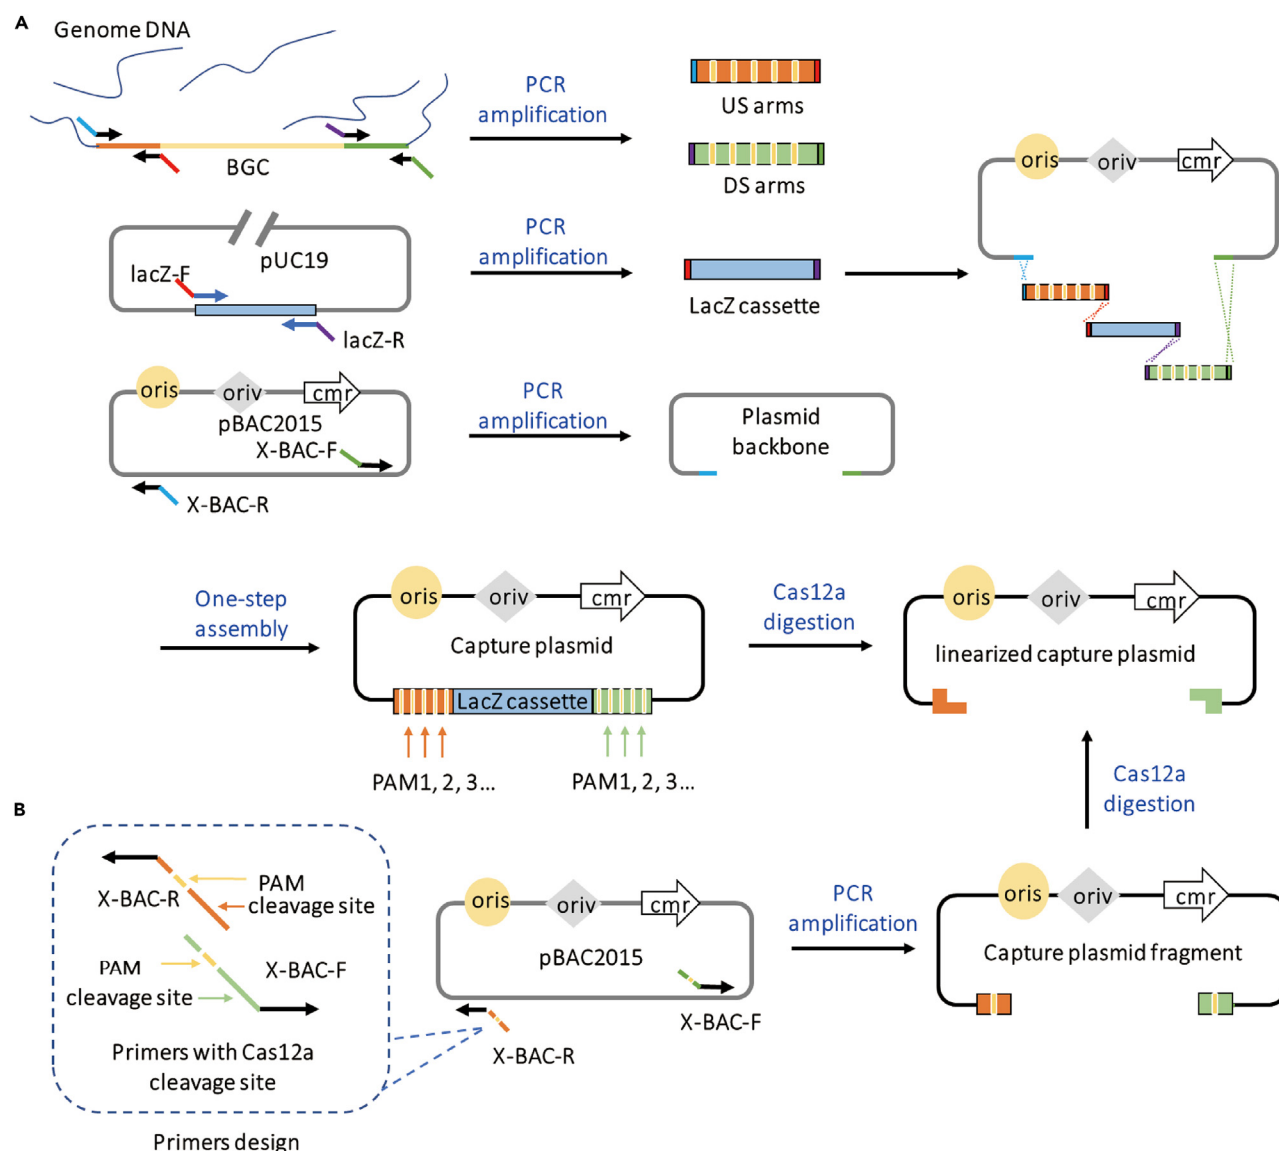 A
Genome DNA
BGC
PCR
amplification
US arms
DS arms
oris
oriv
cmr
pUC19
lacZ-F
lacZ-R
PCR
amplification
LacZ cassette
oris
oriv
cmr
pBAC2015
X-BAC-F
X-BAC-R
PCR
amplification
Plasmid
backbone
One-step
assembly
oris
oriv
cmr
Capture plasmid
LacZ cassette
PAM1, 2, 3...
PAM1, 2, 3...
Cas12a
digestion
oris
oriv
cmr
linearized capture plasmid
Cas12a
digestion
B
X-BAC-R
PAM
cleavage site
PAM
cleavage site
X-BAC-F
Primers with Cas12a
cleavage site
Primers design
oris
oriv
cmr
pBAC2015
X-BAC-F
X-BAC-R
PCR
amplification
oris
oriv
cmr
Capture plasmid fragment